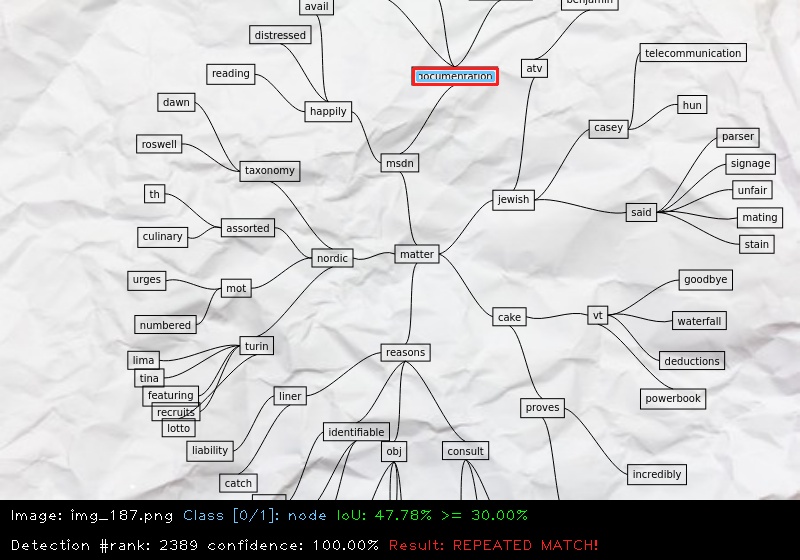 avail
benjamin
distressed
telecommunication
reading
documentation
atv
dawn
happily
hun
casey
roswell
parser
msdn
signage
taxonomy
unfair
th
jewish
said
mating
assorted
culinary
stain
nordic
matter
urges
mot
goodbye
numbered
cake
vt
waterfall
turin
reasons
lima
deductions
tina
featuring
liner
powerbook
recruits
proves
lotto
identifiable
liability
obj
consult
incredibly
catch
Image: img_187.png Class [0/1]: node IoU: 47.78% >= 30.00%
Detection #rank: 2389 confidence: 100.00% Result: REPEATED MATCH!